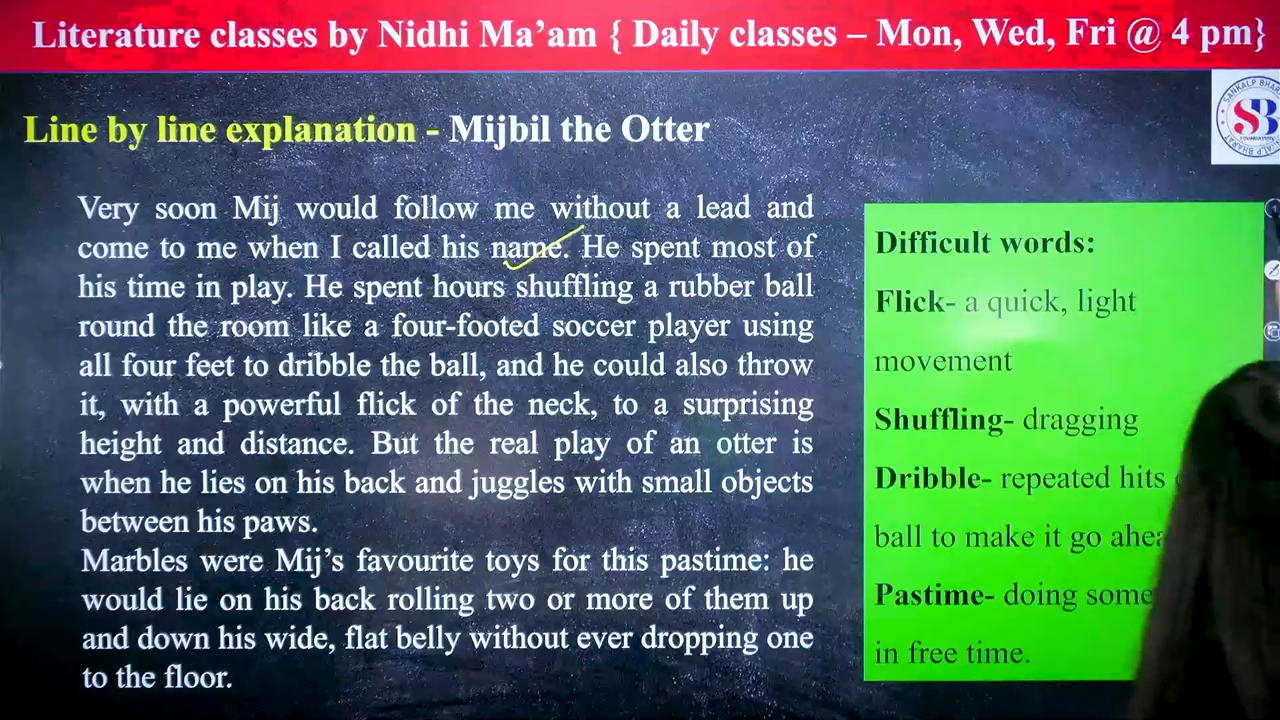 Literature classes by Nidhi Ma'am { Daily classes – Mon, Wed, Fri @ 4 pm}
SANKALP BHARAT
SB
FOUNDATION
Line by line explanation - Mijbil the Otter
Very soon Mij would follow me without a lead and
come to me when I called his name. He spent most of
his time in play. He spent hours shuffling a rubber ball
round the room like a four-footed soccer player using
all four feet to dribble the ball, and he could also throw
it, with a powerful flick of the neck, to a surprising
height and distance. But the real play of an otter is
when he lies on his back and juggles with small objects
between his paws.
Marbles were Mij's favourite toys for this pastime: he
would lie on his back rolling two or more of them up
and down his wide, flat belly without ever dropping one
to the floor.
Difficult words:
Flick- a quick, light
movement
Shuffling- dragging
Dribble- repeated hits
ball to make it go
Pastime- doing
in free time.